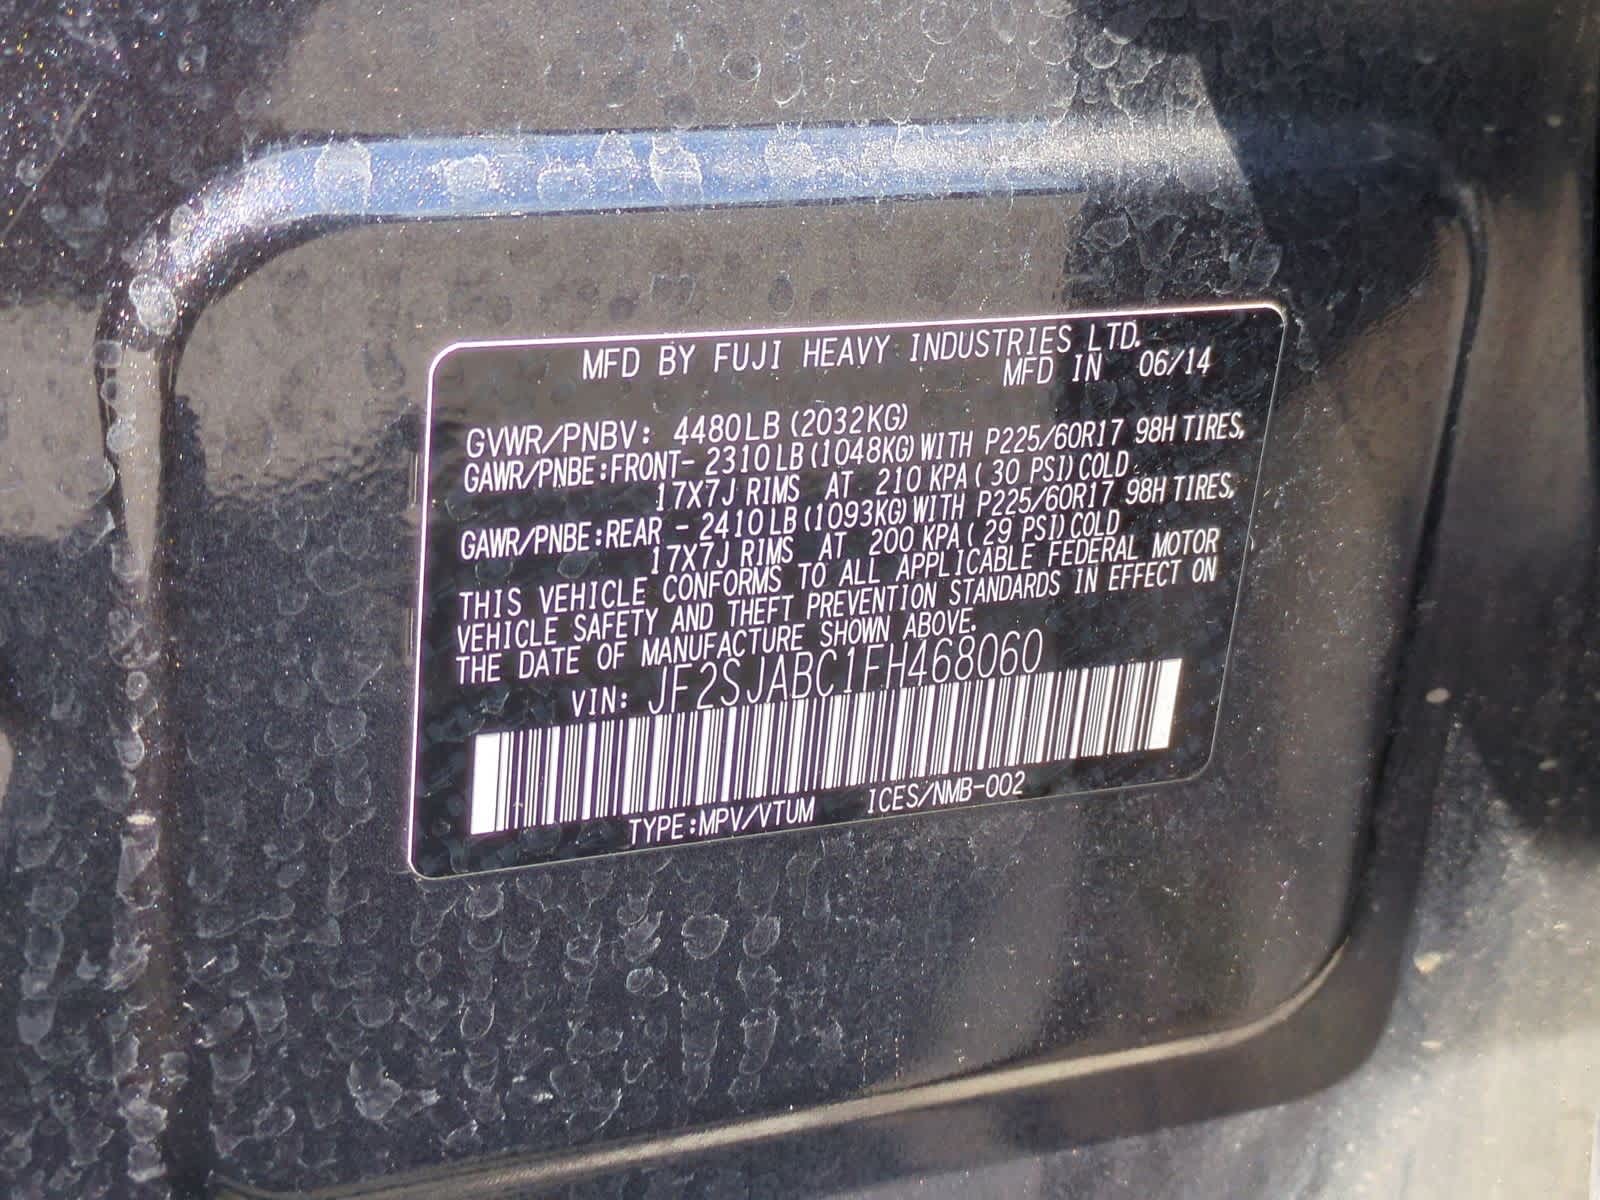 MFD BY FUJI HEAVY INDUSTRIES LTD.
MFD IN 06/14
GVWR/PNBV: 4480LB (2032KG)
GAWR/PNBE:FRONT- 2310LB (1048KG) WITH P225/60R17 98H TIRES,
17X7J RIMS AT 210 KPA ( 30 PSI) COLD
GAWR/PNBE:REAR - 2410LB (1093KG) WITH P225/60R17 98H TIRES,
17X7J RIMS AT 200 KPA ( 29 PSI) COLD
THIS VEHICLE CONFORMS TO ALL APPLICABLE FEDERAL MOTOR
VEHICLE SAFETY AND THEFT PREVENTION STANDARDS IN EFFECT ON
THE DATE OF MANUFACTURE SHOWN ABOVE.
VIN: JF2SJABC1FH468060
TYPE:MPV/VTUM ICES/NMB-002